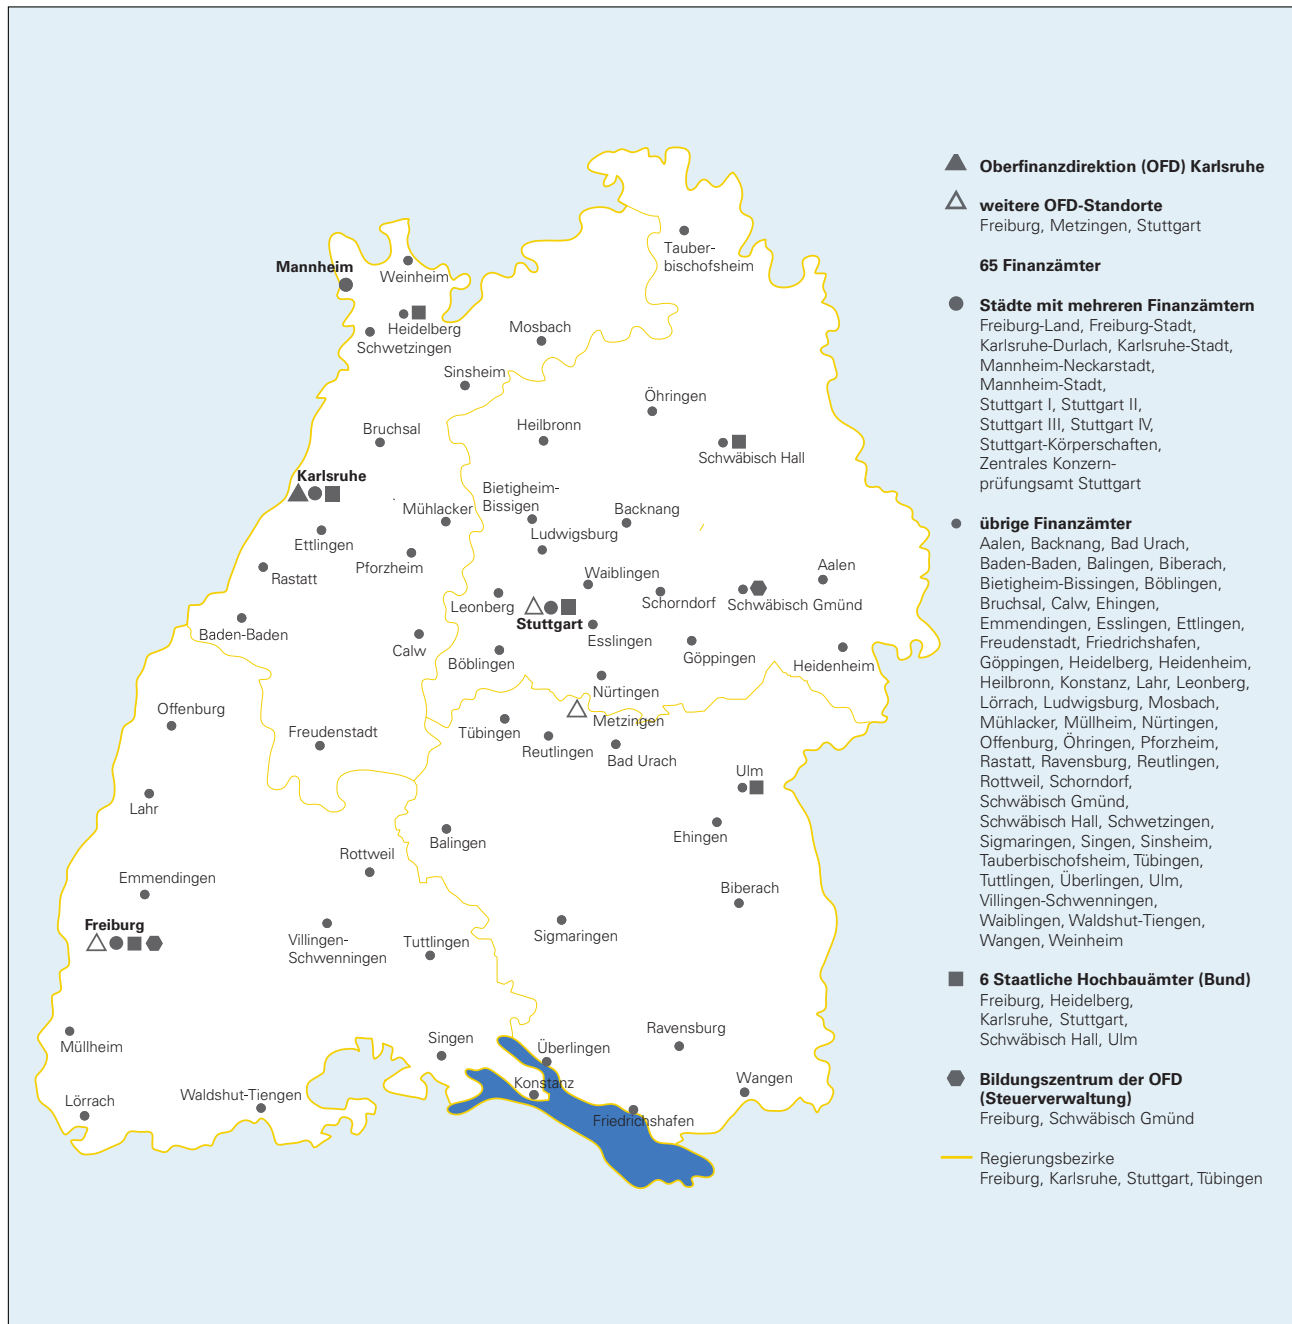 Tauber-
bischofsheim
Mannheim
Weinheim
Heidelberg
Schwetzingen
Mosbach
Sinsheim
Öhringen
Bruchsal
Heilbronn
Schwäbisch Hall
Karlsruhe
Bietigheim-
Bissigen
Mühlacker
Backnang
Ettlingen
Ludwigsburg
Pforzheim
Rastatt
Waiblingen
Aalen
Leonberg
Schorndorf
Schwäbisch Gmünd
Stuttgart
Baden-Baden
Esslingen
Calw
Böblingen
Göppingen
Heidenheim
Nürtingen
Offenburg
Metzingen
Freudenstadt
Tübingen
Reutlingen
Bad Urach
Ulm
Lahr
Ehingen
Balingen
Rottweil
Emmendingen
Biberach
Freiburg
Villingen-
Schwenningen
Tuttlingen
Sigmaringen
Müllheim
Singen
Ravensburg
Überlingen
Konstanz
Wangen
Lörrach
Waldshut-Tiengen
Friedrichshafen
Oberfinanzdirektion (OFD) Karlsruhe
weitere OFD-Standorte
Freiburg, Metzingen, Stuttgart
65 Finanzämter
Städte mit mehreren Finanzämtern
Freiburg-Land, Freiburg-Stadt,
Karlsruhe-Durlach, Karlsruhe-Stadt,
Mannheim-Neckarstadt,
Mannheim-Stadt,
Stuttgart I, Stuttgart II,
Stuttgart III, Stuttgart IV,
Stuttgart-Körperschaften,
Zentrales Konzern-
prüfungsamt Stuttgart
übrige Finanzämter
Aalen, Backnang, Bad Urach,
Baden-Baden, Balingen, Biberach,
Bietigheim-Bissingen, Böblingen,
Bruchsal, Calw, Ehingen,
Emmendingen, Esslingen, Ettlingen,
Freudenstadt, Friedrichshafen,
Göppingen, Heidelberg, Heidenheim,
Heilbronn, Konstanz, Lahr, Leonberg,
Lörrach, Ludwigsburg, Mosbach,
Mühlacker, Müllheim, Nürtingen,
Offenburg, Öhringen, Pforzheim,
Rastatt, Ravensburg, Reutlingen,
Rottweil, Schorndorf,
Schwäbisch Gmünd,
Schwäbisch Hall, Schwetzingen,
Sigmaringen, Singen, Sinsheim,
Tauberbischofsheim, Tübingen,
Tuttlingen, Überlingen, Ulm,
Villingen-Schwenningen,
Waiblingen, Waldshut-Tiengen,
Wangen, Weinheim
6 Staatliche Hochbauämter (Bund)
Freiburg, Heidelberg,
Karlsruhe, Stuttgart,
Schwäbisch Hall, Ulm
Bildungszentrum der OFD
(Steuerverwaltung)
Freiburg, Schwäbisch Gmünd
Regierungsbezirke
Freiburg, Karlsruhe, Stuttgart, Tübingen